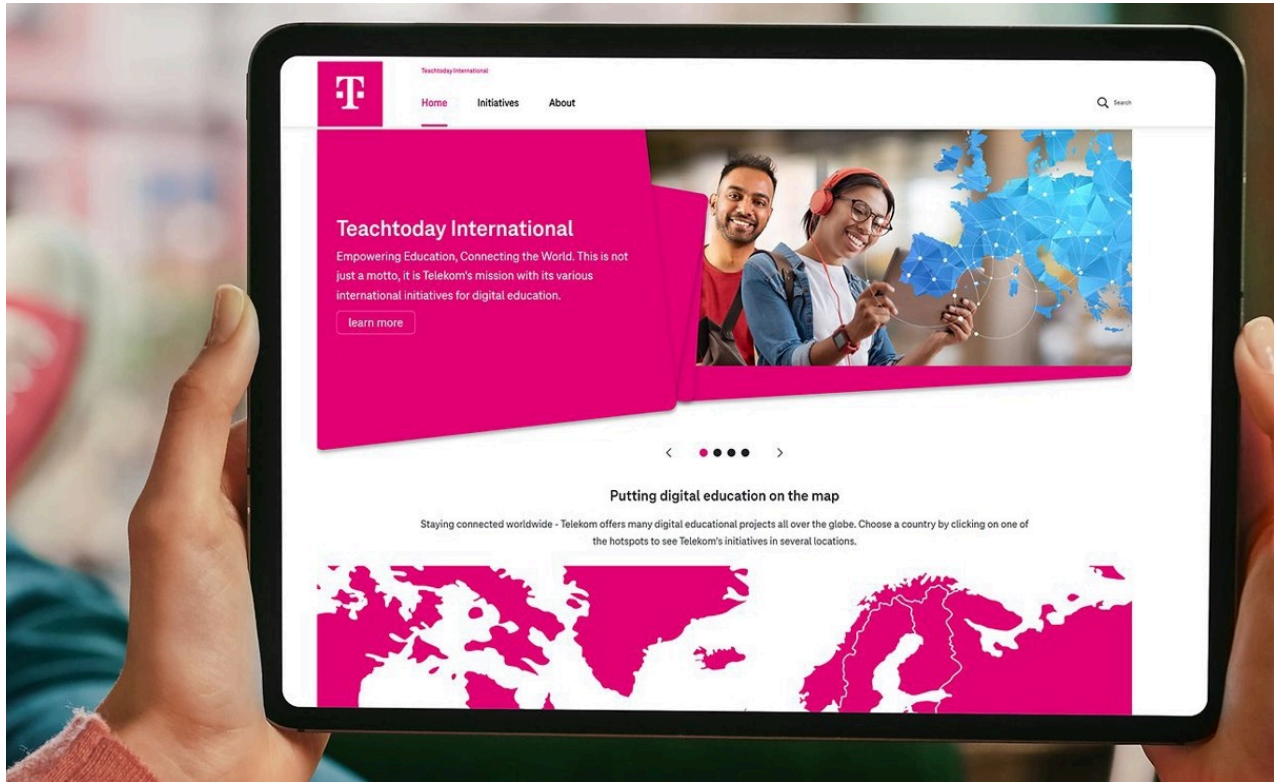 T
Teachtoday International
Home Initiatives About
Search
Teachtoday International
Empowering Education, Connecting the World. This is not
just a motto, it is Telekom's mission with its various
international initiatives for digital education.
learn more
Putting digital education on the map
Staying connected worldwide - Telekom offers many digital educational projects all over the globe. Choose a country by clicking on one of
the hotspots to see Telekom's initiatives in several locations.